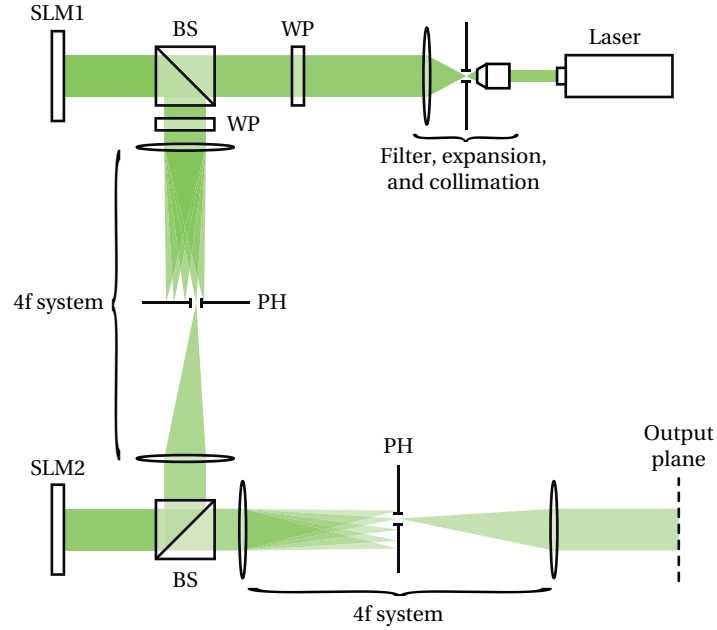 SLM1
BS
WP
Laser
WP
Filter, expansion,
and collimation
4f system
PH
PH
Output
plane
SLM2
BS
4f system